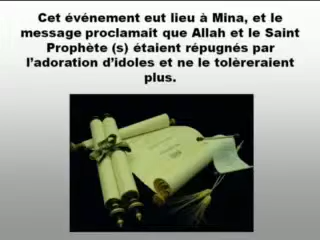 Cet événement eut lieu à Mina, et le
message proclamait que Allah et le Saint
Prophète (s) étaient répugnés par
l'adoration d'idoles et ne le tolèreraient
plus.